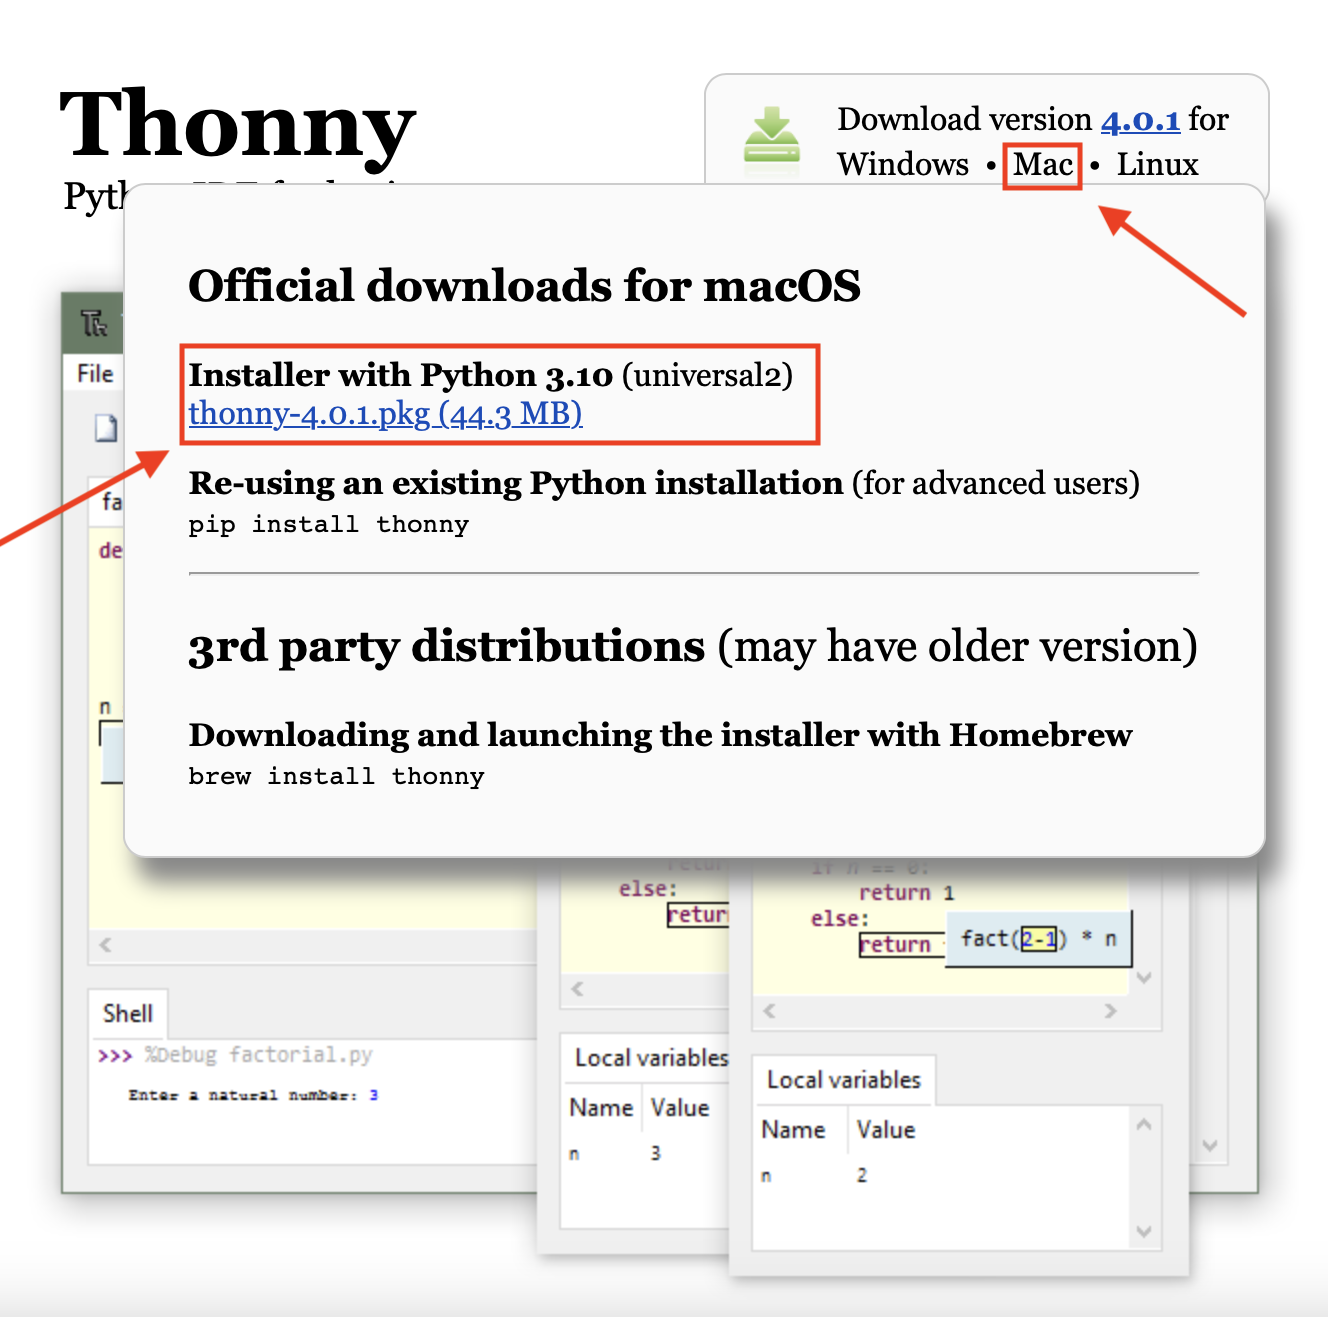 Thonny
Download version 4.0.1 for
Windows • Mac • Linux
Official downloads for macOS
Installer with Python 3.10 (universal2)
thonny-4.0.1.pkg (44.3 MB)
Re-using an existing Python installation (for advanced users)
pip install thonny
3rd party distributions (may have older version)
Downloading and launching the installer with Homebrew
brew install thonny
Th
File
fa
de
n
else:
return
if n == 0:
return 1
else:
return
fact(2-1) * n
Shell
>>> %Debug factorial.py
Enter a natural number: 3
Local variables
Name Value
n 3
Local variables
Name Value
n 2